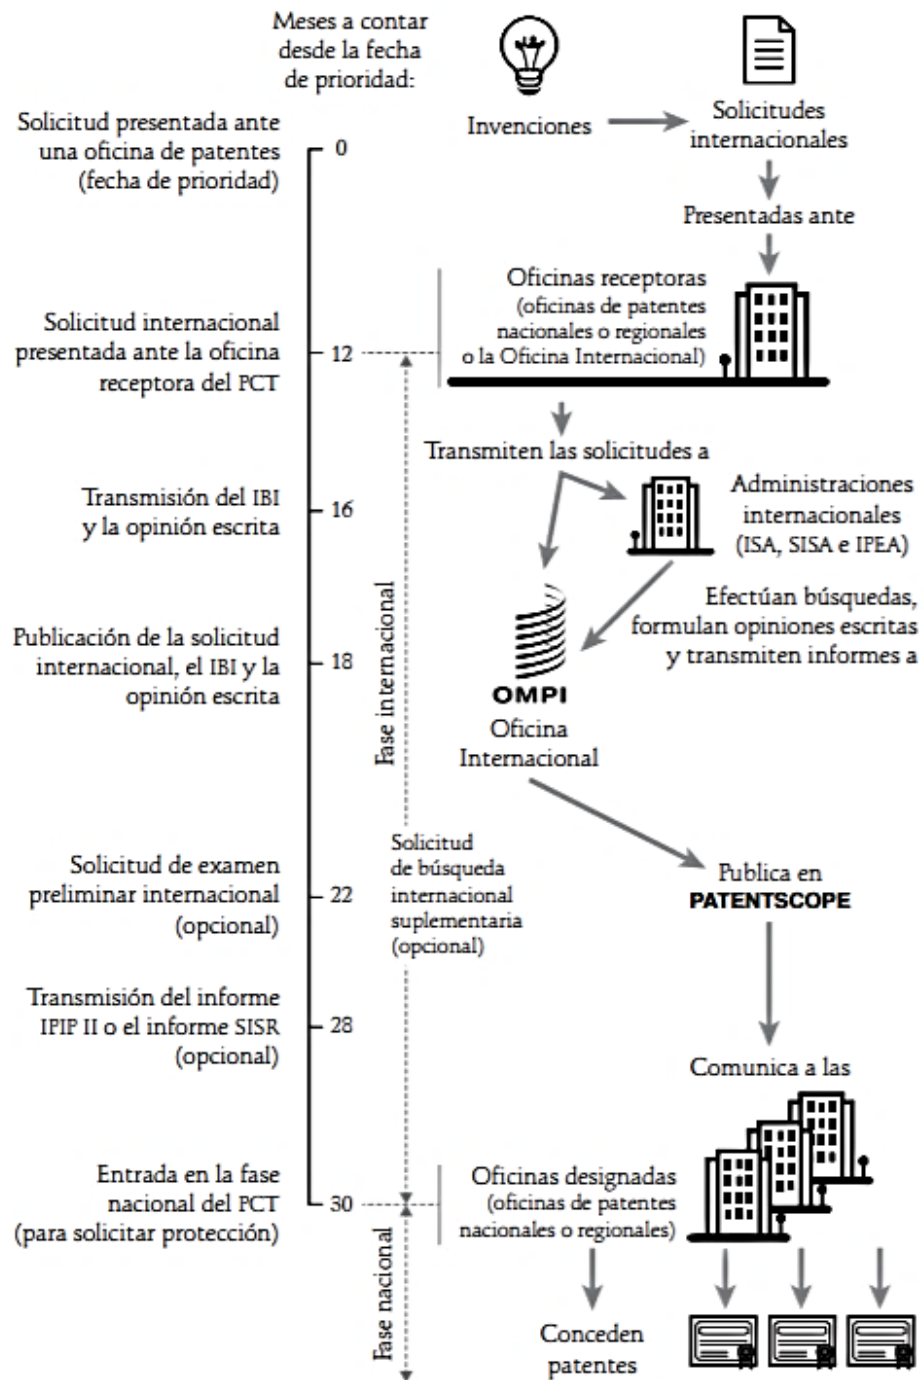 Meses a contar
desde la fecha
de prioridad:
Solicitud presentada ante
una oficina de patentes
(fecha de prioridad)
0
Invenciones
Solicitudes
internacionales
Presentadas ante
Oficinas receptoras
(oficinas de patentes
nacionales o regionales
o la Oficina Internacional)
Solicitud internacional
presentada ante la oficina
receptora del PCT
12
Transmiten las solicitudes a
Transmisión del IBI
y la opinión escrita
16
Administraciones
internacionales
(ISA, SISA e IPEA)
Efectúan búsquedas,
formulan opiniones escritas
y transmiten informes a
Publicación de la solicitud
internacional, el IBI y la
opinión escrita
18
Fase internacional
OMPI
Oficina
Internacional
Solicitud
de búsqueda
internacional
suplementaria
(opcional)
Solicitud de examen
preliminar internacional
(opcional)
22
Publica en
PATENTSCOPE
Transmisión del informe
IPIP II o el informe SISR
(opcional)
28
Comunica a las
Entrada en la fase
nacional del PCT
(para solicitar protección)
30
Oficinas designadas
(oficinas de patentes
nacionales o regionales)
Fase nacional
Conceden
patentes